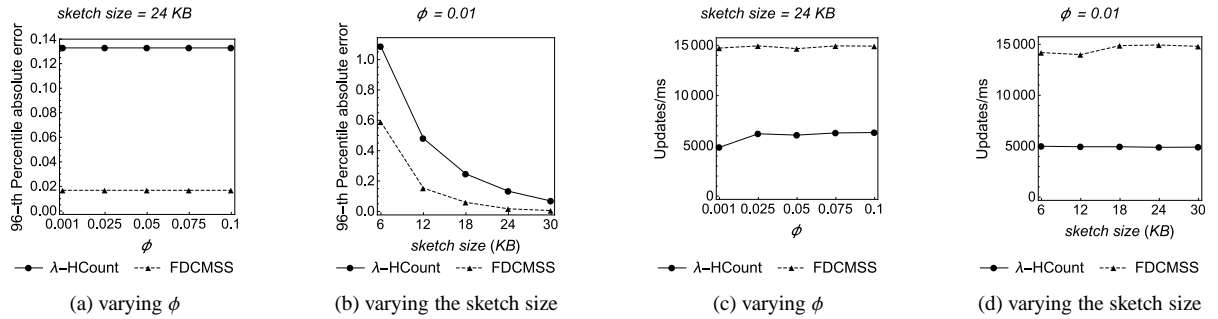 sketch size = 24 KB
96-th Percentile absolute error
0.14
0.12
0.10
0.08
0.06
0.04
0.02
0.00
0.001 0.025 0.05 0.075 0.1
ϕ
λ-HCount FDCMSS
(a) varying ϕ
ϕ = 0.01
96-th Percentile absolute error
1.0
0.8
0.6
0.4
0.2
0.0
6 12 18 24 30
sketch size (KB)
λ-HCount FDCMSS
(b) varying the sketch size
sketch size = 24 KB
Updates/ms
15000
10000
5000
0
0.001 0.025 0.05 0.075 0.1
ϕ
λ-HCount FDCMSS
(c) varying ϕ
ϕ = 0.01
Updates/ms
15000
10000
5000
0
6 12 18 24 30
sketch size (KB)
λ-HCount FDCMSS
(d) varying the sketch size